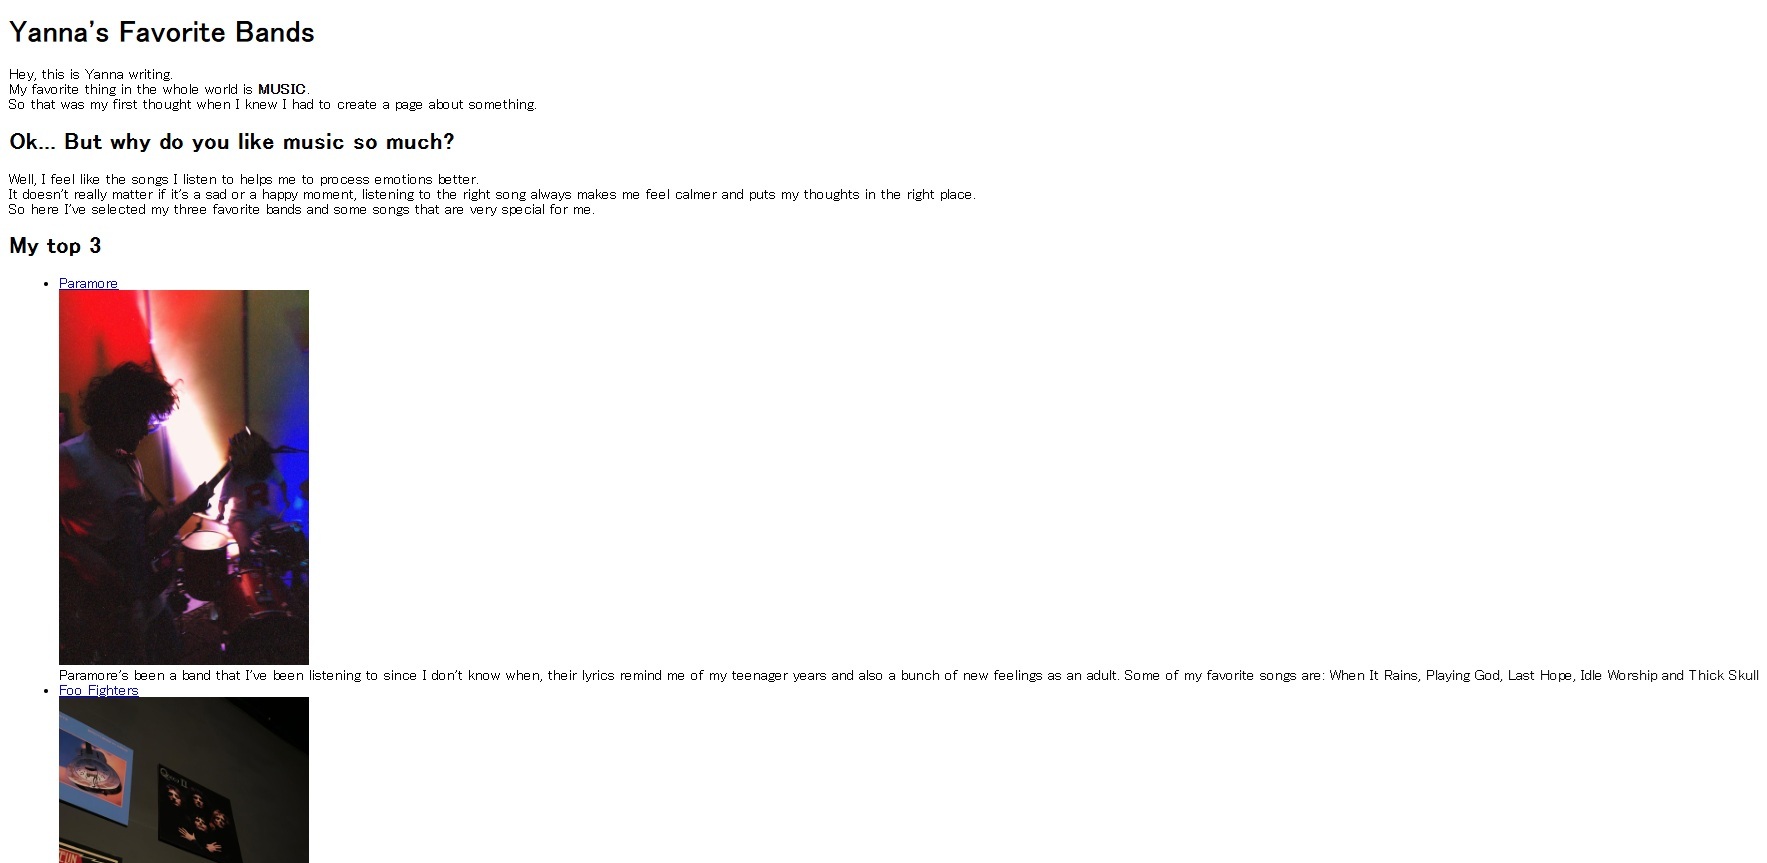 Yanna's Favorite Bands
Hey, this is Yanna writing.
My favorite thing in the whole world is MUSIC.
So that was my first thought when I knew I had to create a page about something.
Ok... But why do you like music so much?
Well, I feel like the songs I listen to helps me to process emotions better.
It doesn't really matter if it's a sad or a happy moment, listening to the right song always makes me feel calmer and puts my thoughts in the right place.
So here I've selected my three favorite bands and some songs that are very special for me.
My top 3
Paramore
R
Paramore's been a band that I've been listening to since I don't know when, their lyrics remind me of my teenager years and also a bunch of new feelings as an adult. Some of my favorite songs are: When It Rains, Playing God, Last Hope, Idle Worship and Thick Skull
Foo Fighters
Queen II